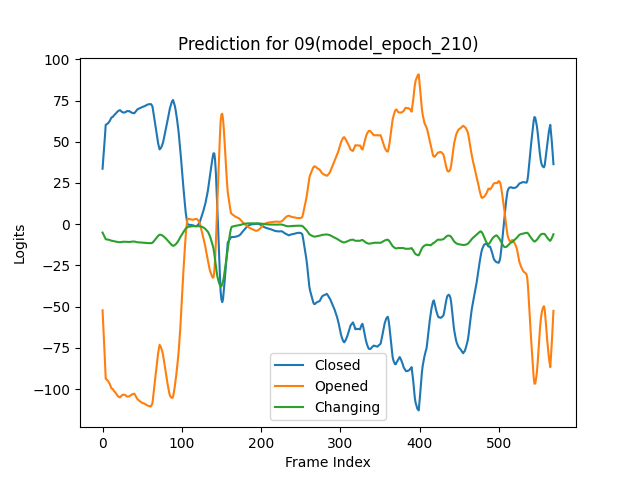 Prediction for 09(model_epoch_210)
100
75
50
25
0
−25
−50
−75
−100
Logits
Closed
Opened
Changing
0 100 200 300 400 500
Frame Index